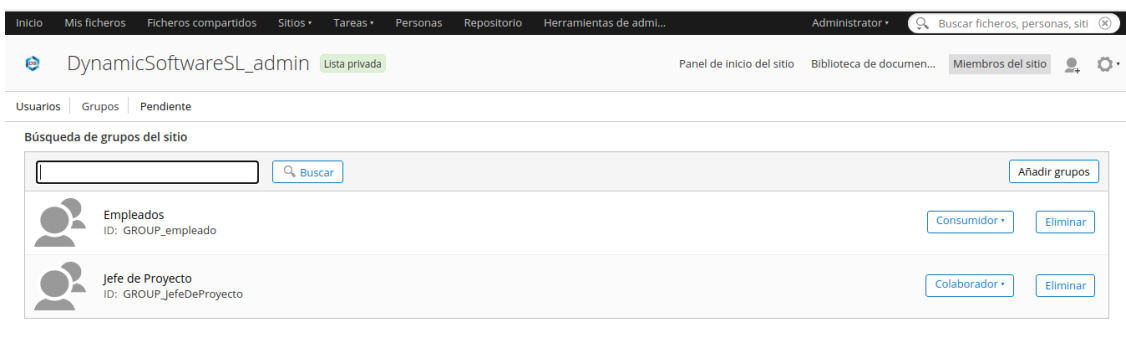 Inicio Mis ficheros Ficheros compartidos Sitios Tareas Personas Repositorio Herramientas de admi... Administrator Buscar ficheros, personas, siti
DynamicSoftwareSL_admin Lista privada Panel de inicio del sitio Biblioteca de documen... Miembros del sitio
Usuarios Grupos Pendiente
Búsqueda de grupos del sitio
Buscar Añadir grupos
Empleados
ID: GROUP_empleado
Consumidor Eliminar
Jefe de Proyecto
ID: GROUP_JefeDeProyecto
Colaborador Eliminar